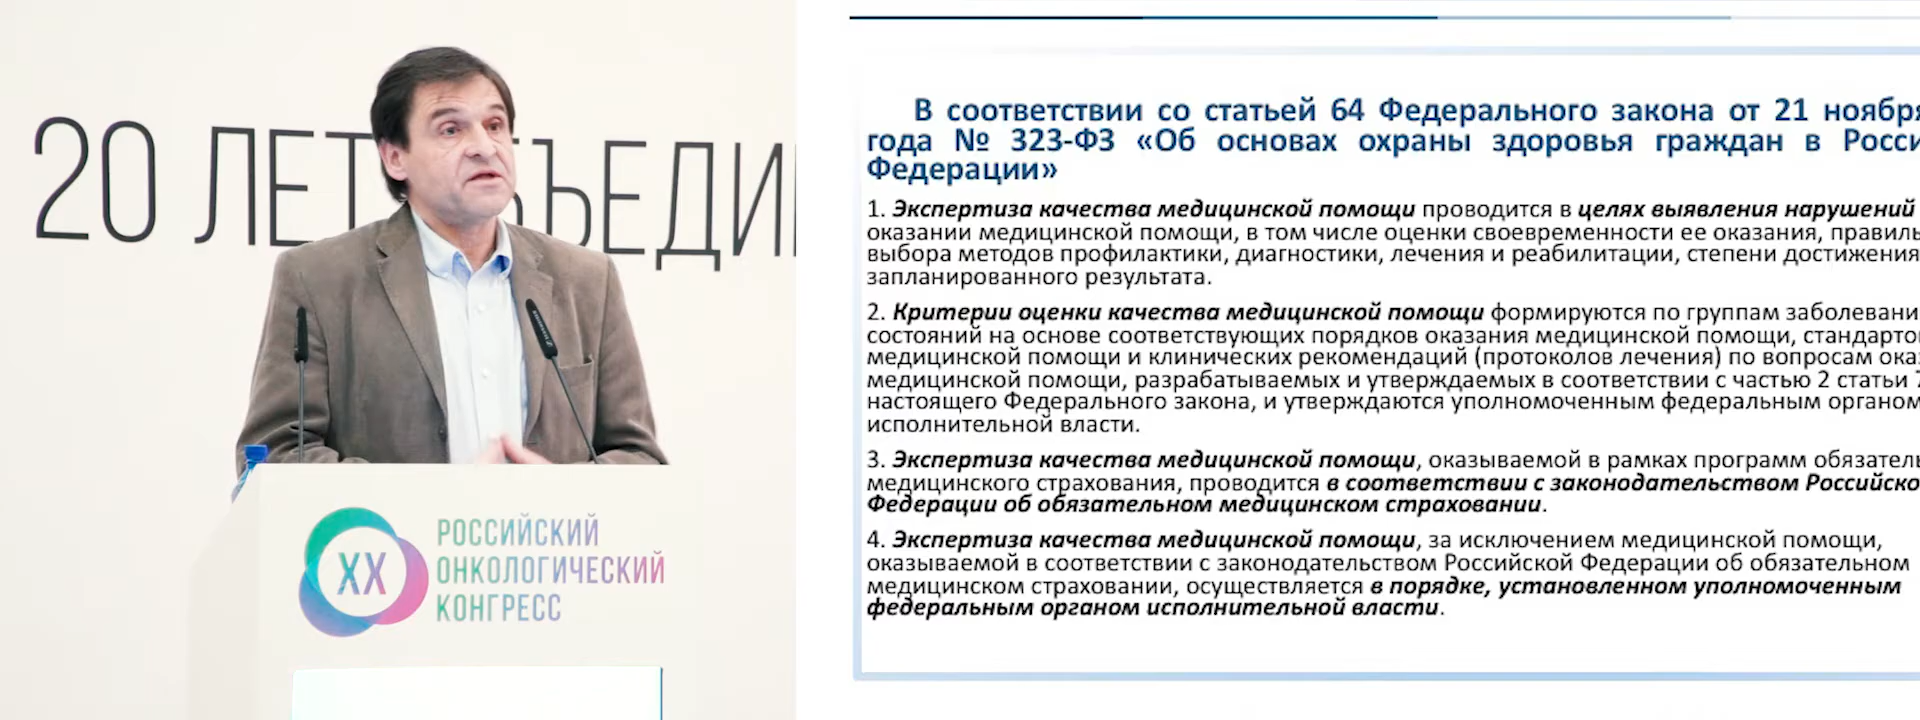 20 ЛЕТ ОБЪЕДИ
РОССИЙСКИЙ
XX ОНКОЛОГИЧЕСКИЙ
КОНГРЕСС
В соответствии со статьей 64 Федерального закона от 21 ноябр
года № 323-ФЗ «Об основах охраны здоровья граждан в Росси
Федерации»
1. Экспертиза качества медицинской помощи проводится в целях выявления нарушений
оказании медицинской помощи, в том числе оценки своевременности ее оказания, правиль
выбора методов профилактики, диагностики, лечения и реабилитации, степени достижения
запланированного результата.
2. Критерии оценки качества медицинской помощи формируются по группам заболевани
состояний на основе соответствующих порядков оказания медицинской помощи, стандартов
медицинской помощи и клинических рекомендаций (протоколов лечения) по вопросам ока
медицинской помощи, разрабатываемых и утверждаемых в соответствии с частью 2 статьи 7
настоящего Федерального закона, и утверждаются уполномоченным федеральным органом
исполнительной власти.
3. Экспертиза качества медицинской помощи, оказываемой в рамках программ обязатель
медицинского страхования, проводится в соответствии с законодательством Российско
Федерации об обязательном медицинском страховании.
4. Экспертиза качества медицинской помощи, за исключением медицинской помощи,
оказываемой в соответствии с законодательством Российской Федерации об обязательном
медицинском страховании, осуществляется в порядке, установленном уполномоченным
федеральным органом исполнительной власти.